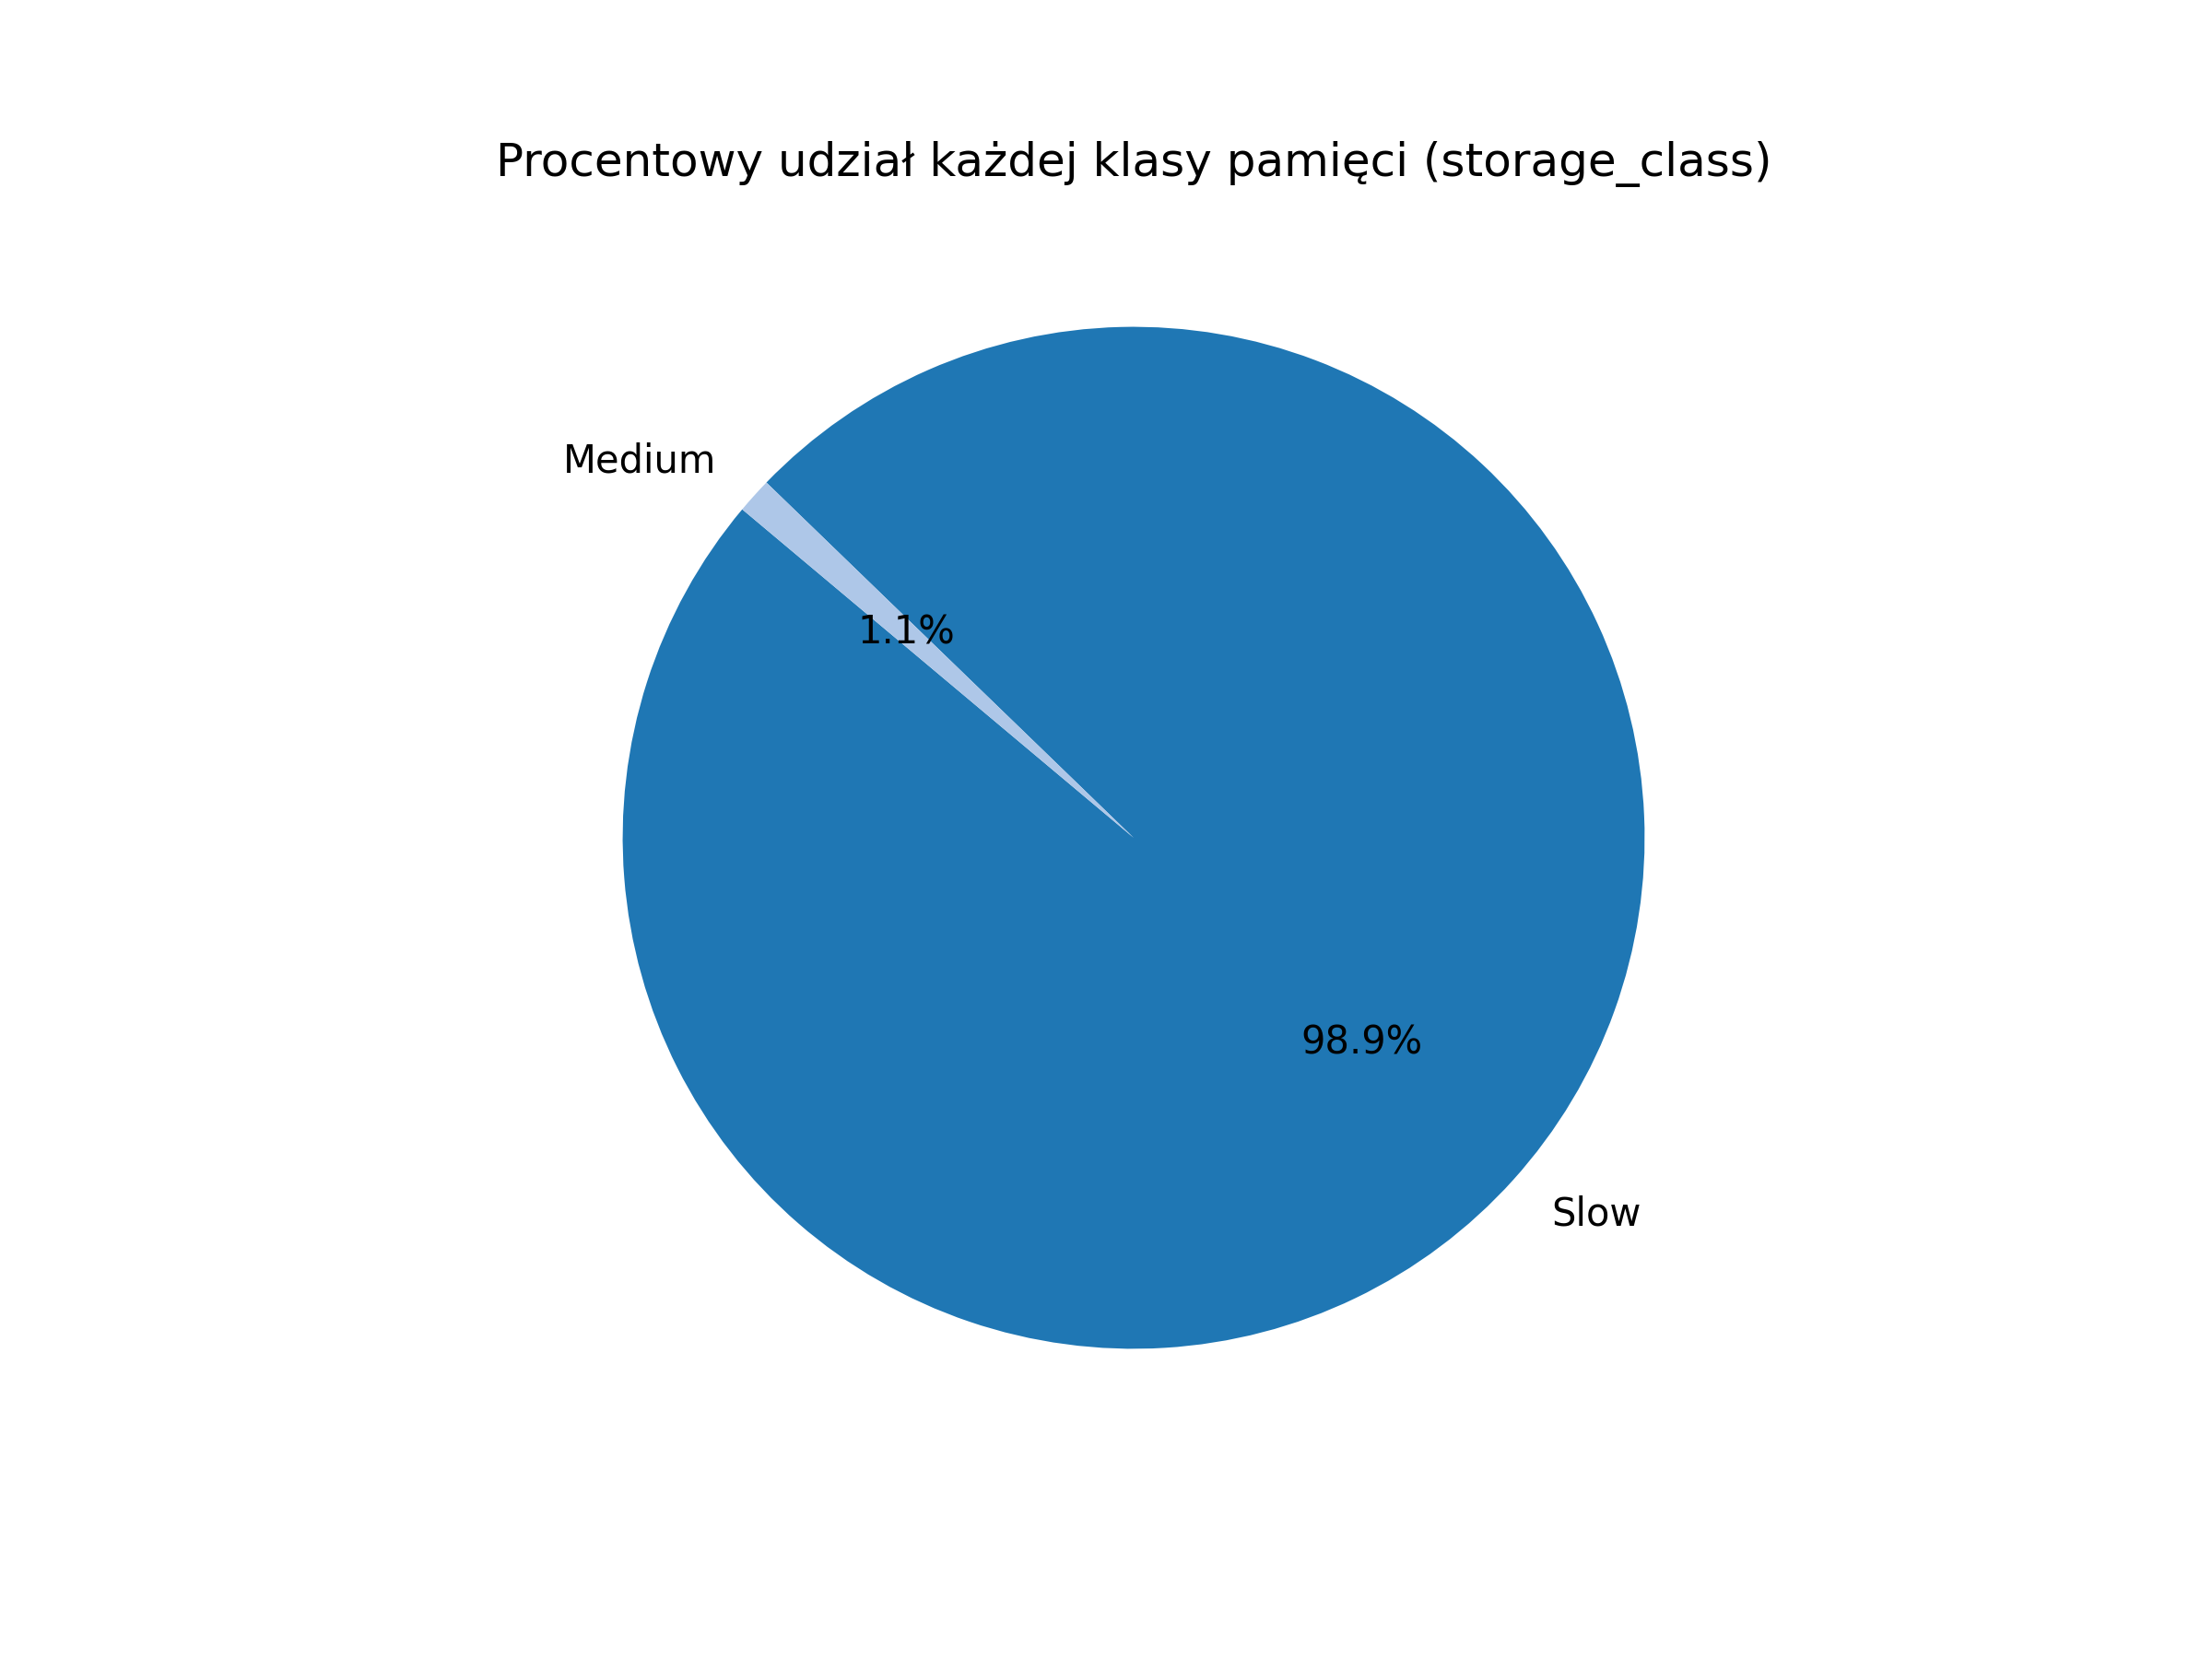 Procentowy udział każdej klasy pamięci (storage_class)
Medium
1.1%
98.9%
Slow